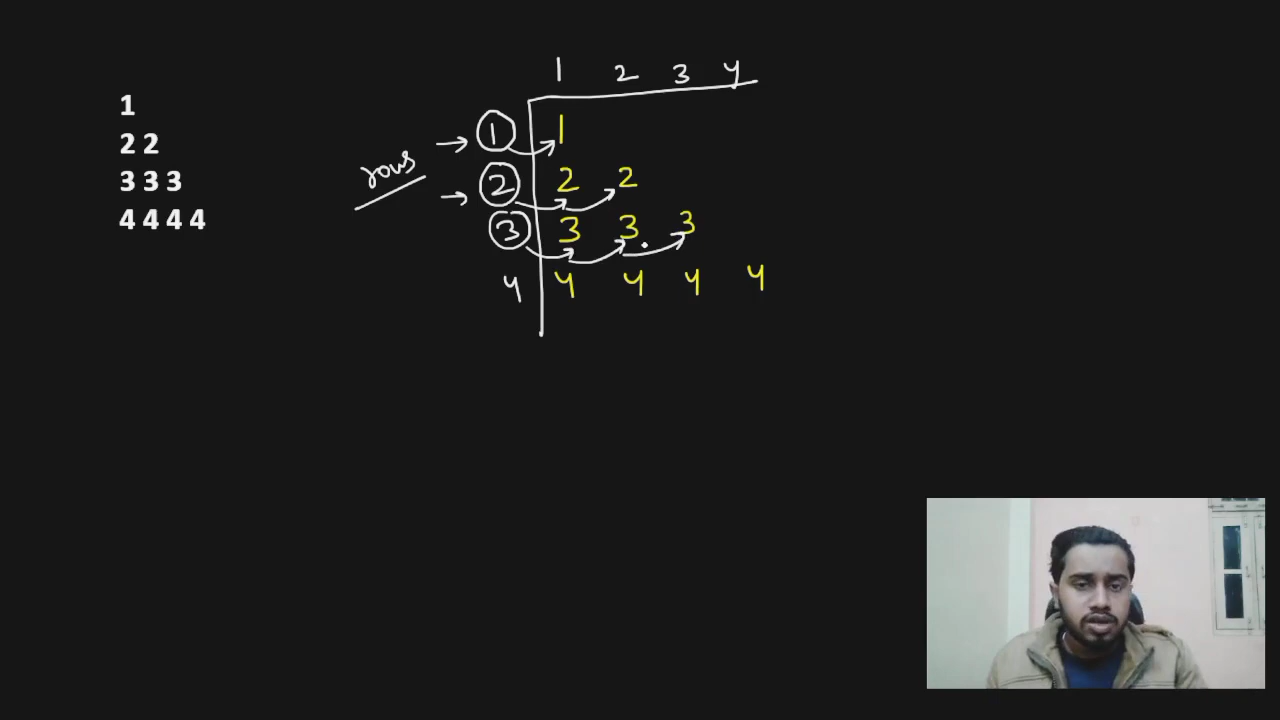 1
2 2
3 3 3
4 4 4 4
rows
1 2 3 4
1 1
2 2 2
3 3 3 3
4 4 4 4 4